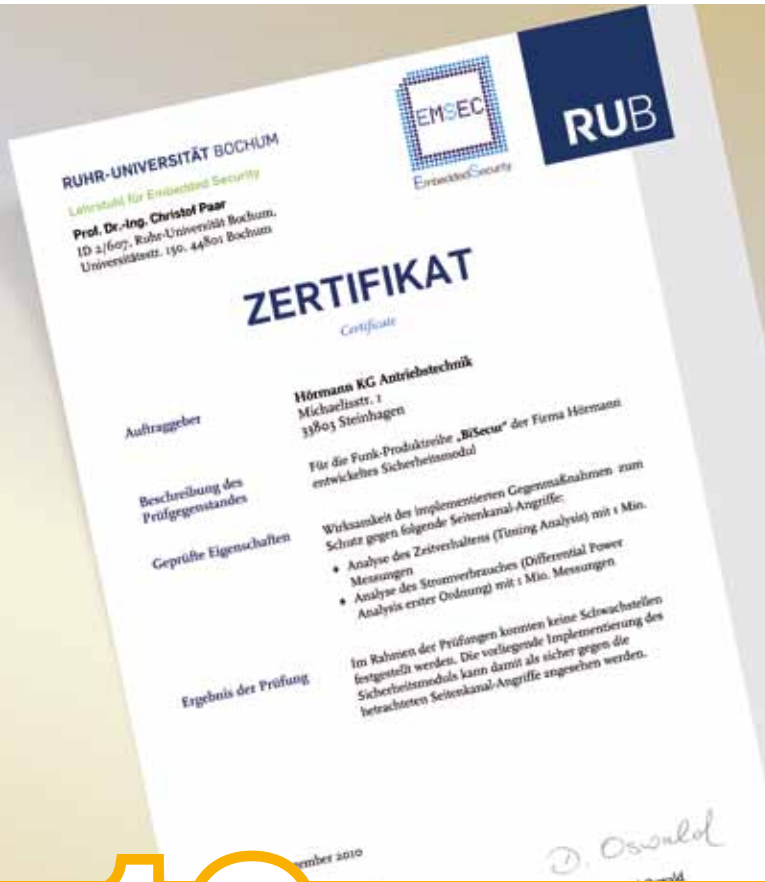 RUHR-UNIVERSITÄT BOCHUM
Lehrstuhl für Embedded Security
Prof. Dr.-Ing. Christof Paar
ID 2/607, Ruhr-Universität Bochum,
Universitätsstr. 150, 44801 Bochum
EMSEC
EmbeddedSecurity
RUB
ZERTIFIKAT
Certificate
Auftraggeber
Hörmann KG Antriebstechnik
Michaelisstr. 1
33803 Steinhagen
Beschreibung des
Prüfgegenstandes
Für die Funk-Produktreihe „BiSecur" der Firma Hörmann
entwickeltes Sicherheitsmodul
Geprüfte Eigenschaften
Wirksamkeit der implementierten Gegenmaßnahmen zum
Schutz gegen folgende Seitenkanal-Angriffe:
• Analyse des Zeitverhaltens (Timing Analysis) mit 1 Min.
Messungen
• Analyse des Stromverbrauches (Differential Power
Analysis erster Ordnung) mit 1 Min. Messungen
Ergebnis der Prüfung
Im Rahmen der Prüfungen konnten keine Schwachstellen
festgestellt werden. Die vorliegende Implementierung des
Sicherheitsmoduls kann damit als sicher gegen die
betrachteten Seitenkanal-Angriffe angesehen werden.
ember 2010
D. Oswald